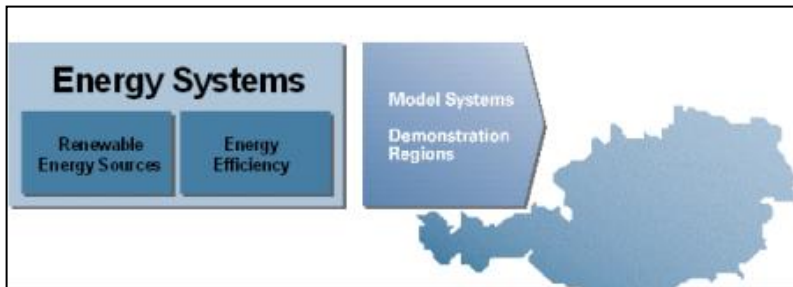 Energy Systems
Renewable
Energy Sources
Energy
Efficiency
Model Systems
Demonstration
Regions